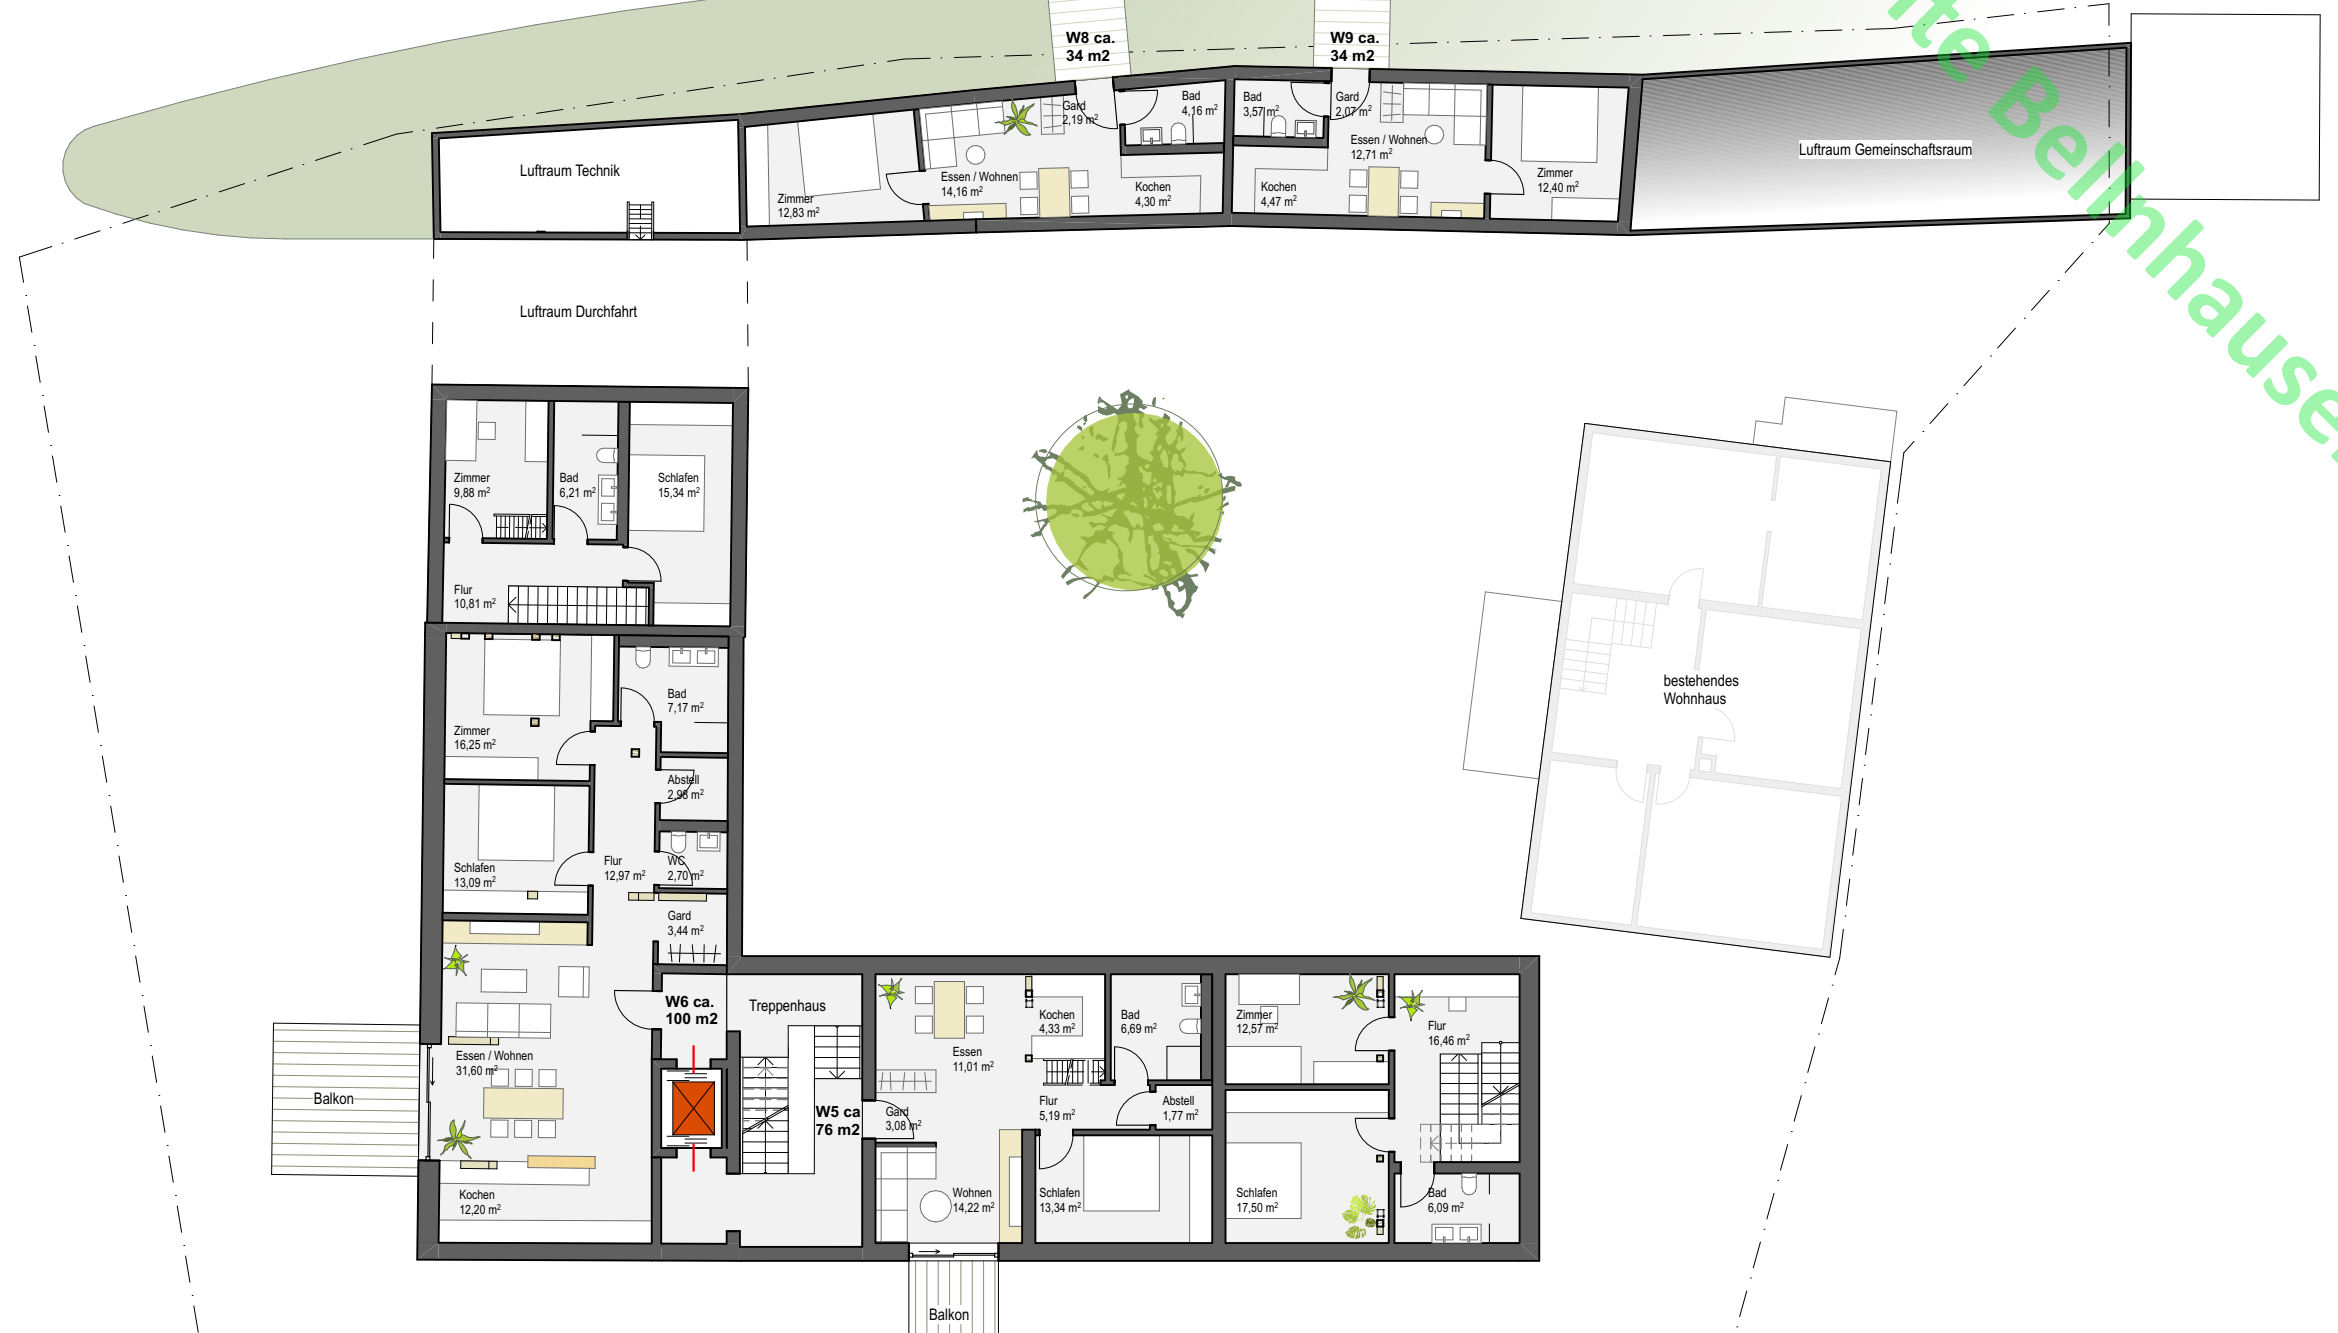 W8 ca.
34 m2
W9 ca.
34 m2
Luftraum Technik
Zimmer
12,83 m²
Essen / Wohnen
14,16 m²
Gard
2,19 m²
Bad
4,16 m²
Kochen
4,30 m²
Bad
3,57 m²
Gard
2,07 m²
Essen / Wohnen
12,71 m²
Kochen
4,47 m²
Zimmer
12,40 m²
Luftraum Gemeinschaftsraum
Bellnhausen
Luftraum Durchfahrt
Zimmer
9,88 m²
Bad
6,21 m²
Schlafen
15,34 m²
Flur
10,81 m²
Zimmer
16,25 m²
Bad
7,17 m²
Abstell
2,98 m²
Schlafen
13,09 m²
Flur
12,97 m²
WC
2,70 m²
Gard
3,44 m²
W6 ca.
100 m2
Treppenhaus
Essen / Wohnen
31,60 m²
Balkon
Kochen
12,20 m²
W5 ca
76 m2
Gard
3,08 m²
Essen
11,01 m²
Kochen
4,33 m²
Bad
6,69 m²
Flur
5,19 m²
Abstell
1,77 m²
Wohnen
14,22 m²
Schlafen
13,34 m²
Balkon
Zimmer
12,57 m²
Flur
16,46 m²
Schlafen
17,50 m²
Bad
6,09 m²
bestehendes
Wohnhaus